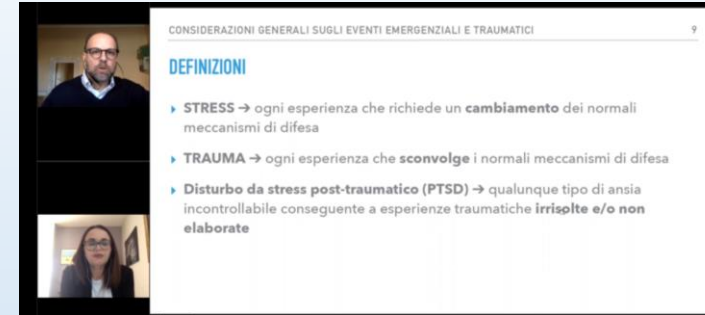 CONSIDERAZIONI GENERALI SUGLI EVENTI EMERGENZIALI E TRAUMATICI 9
DEFINIZIONI
▸ STRESS → ogni esperienza che richiede un cambiamento dei normali
meccanismi di difesa
▸ TRAUMA → ogni esperienza che sconvolge i normali meccanismi di difesa
▸ Disturbo da stress post-traumatico (PTSD) → qualunque tipo di ansia
incontrollabile conseguente a esperienze traumatiche irrisolte e/o non
elaborate